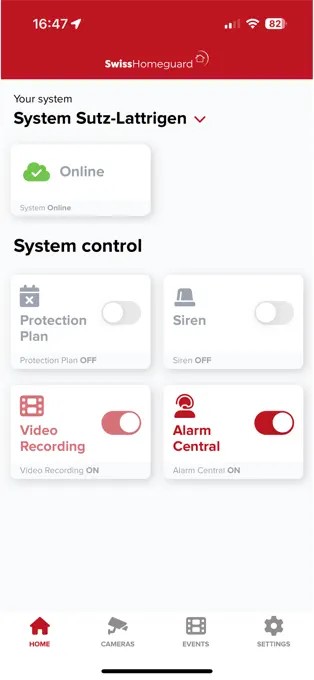 16:47
82
SwissHomeguard
Your system
System Sutz-Lattrigen
Online
System Online
System control
Protection
Plan
Protection Plan OFF
Siren
Siren OFF
Video
Recording
Video Recording ON
Alarm
Central
Alarm Central ON
HOME
CAMERAS
EVENTS
SETTINGS